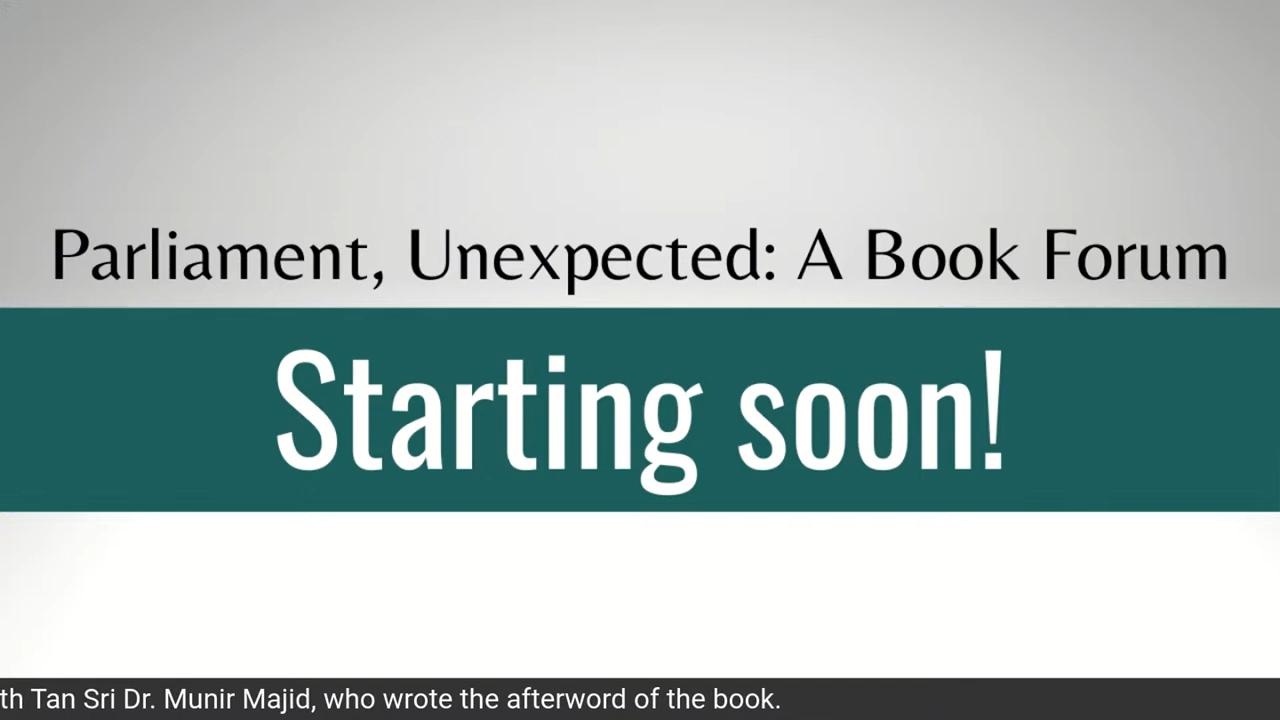 Parliament, Unexpected: A Book Forum
Starting soon!
th Tan Sri Dr. Munir Majid, who wrote the afterword of the book.